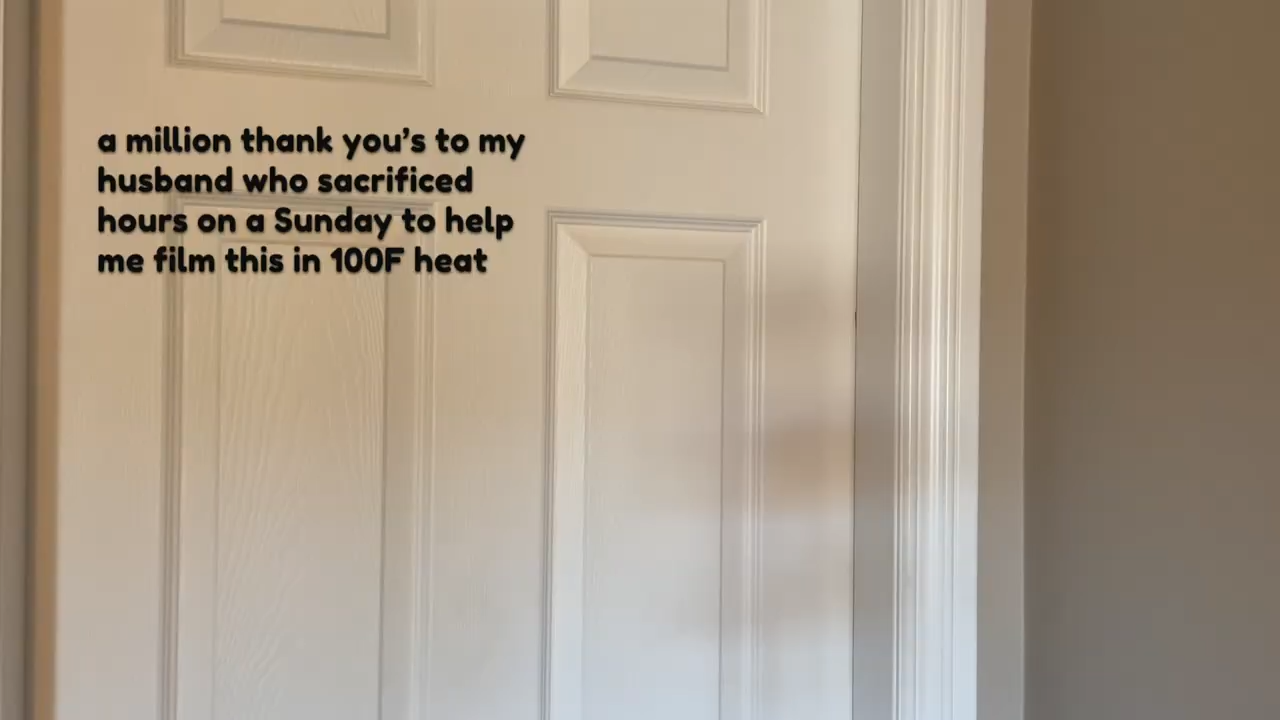 a million thank you's to my
husband who sacrificed
hours on a Sunday to help
me film this in 100F heat